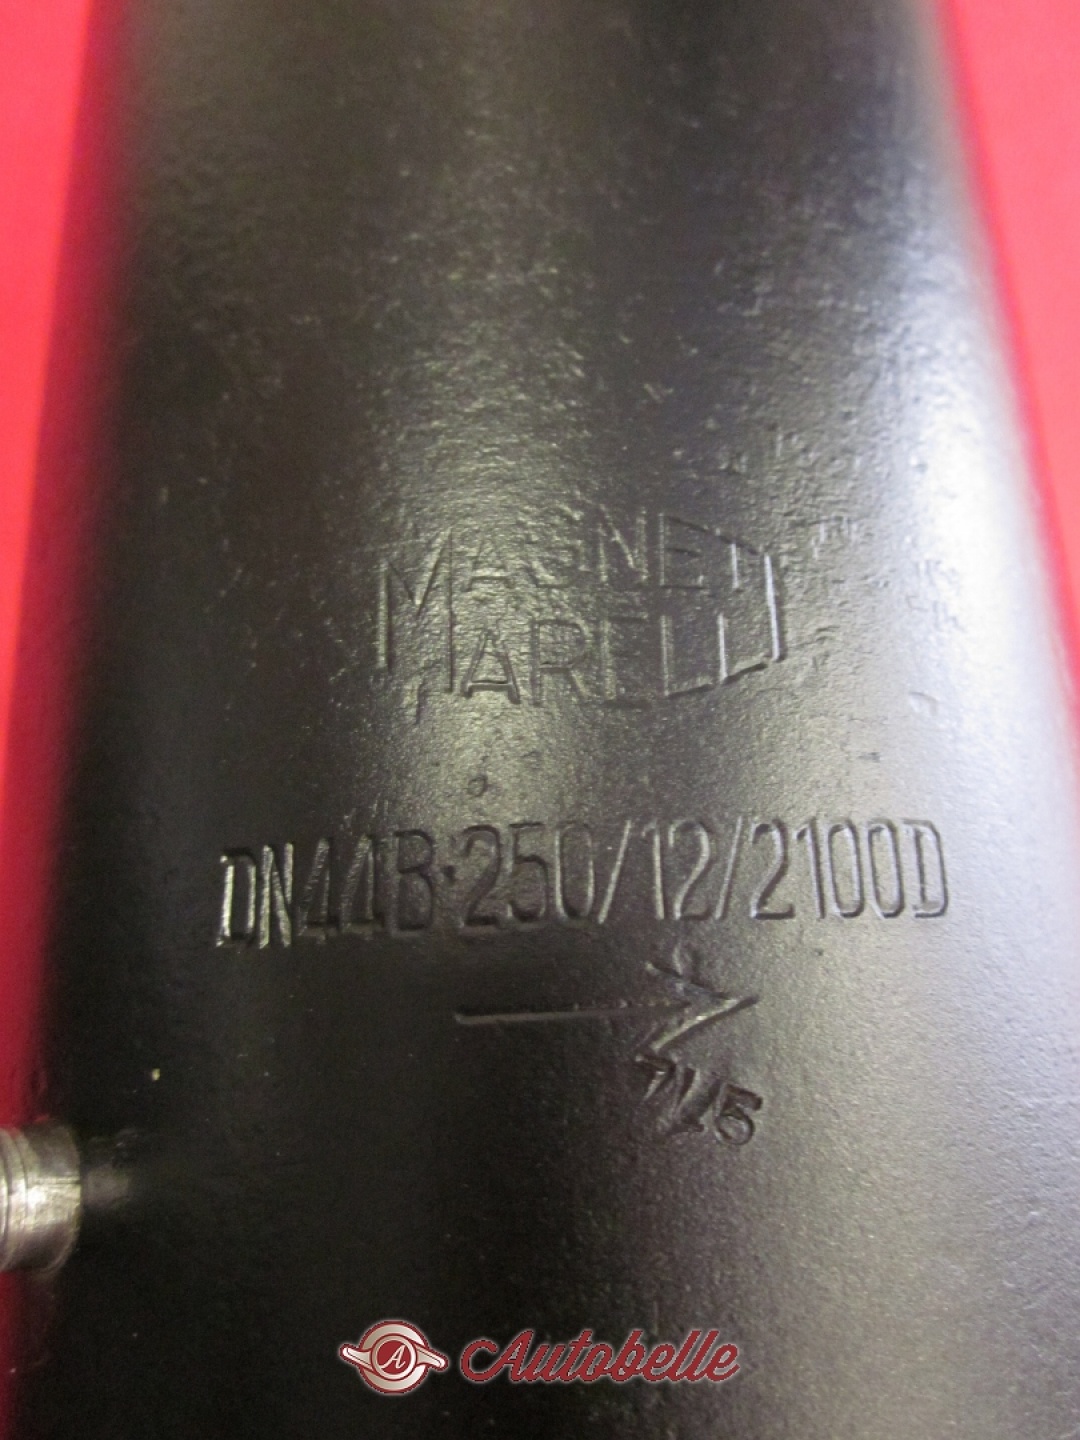 MAGNETI
MARELLI
DN44B·250/12/2100D
A Autobelle